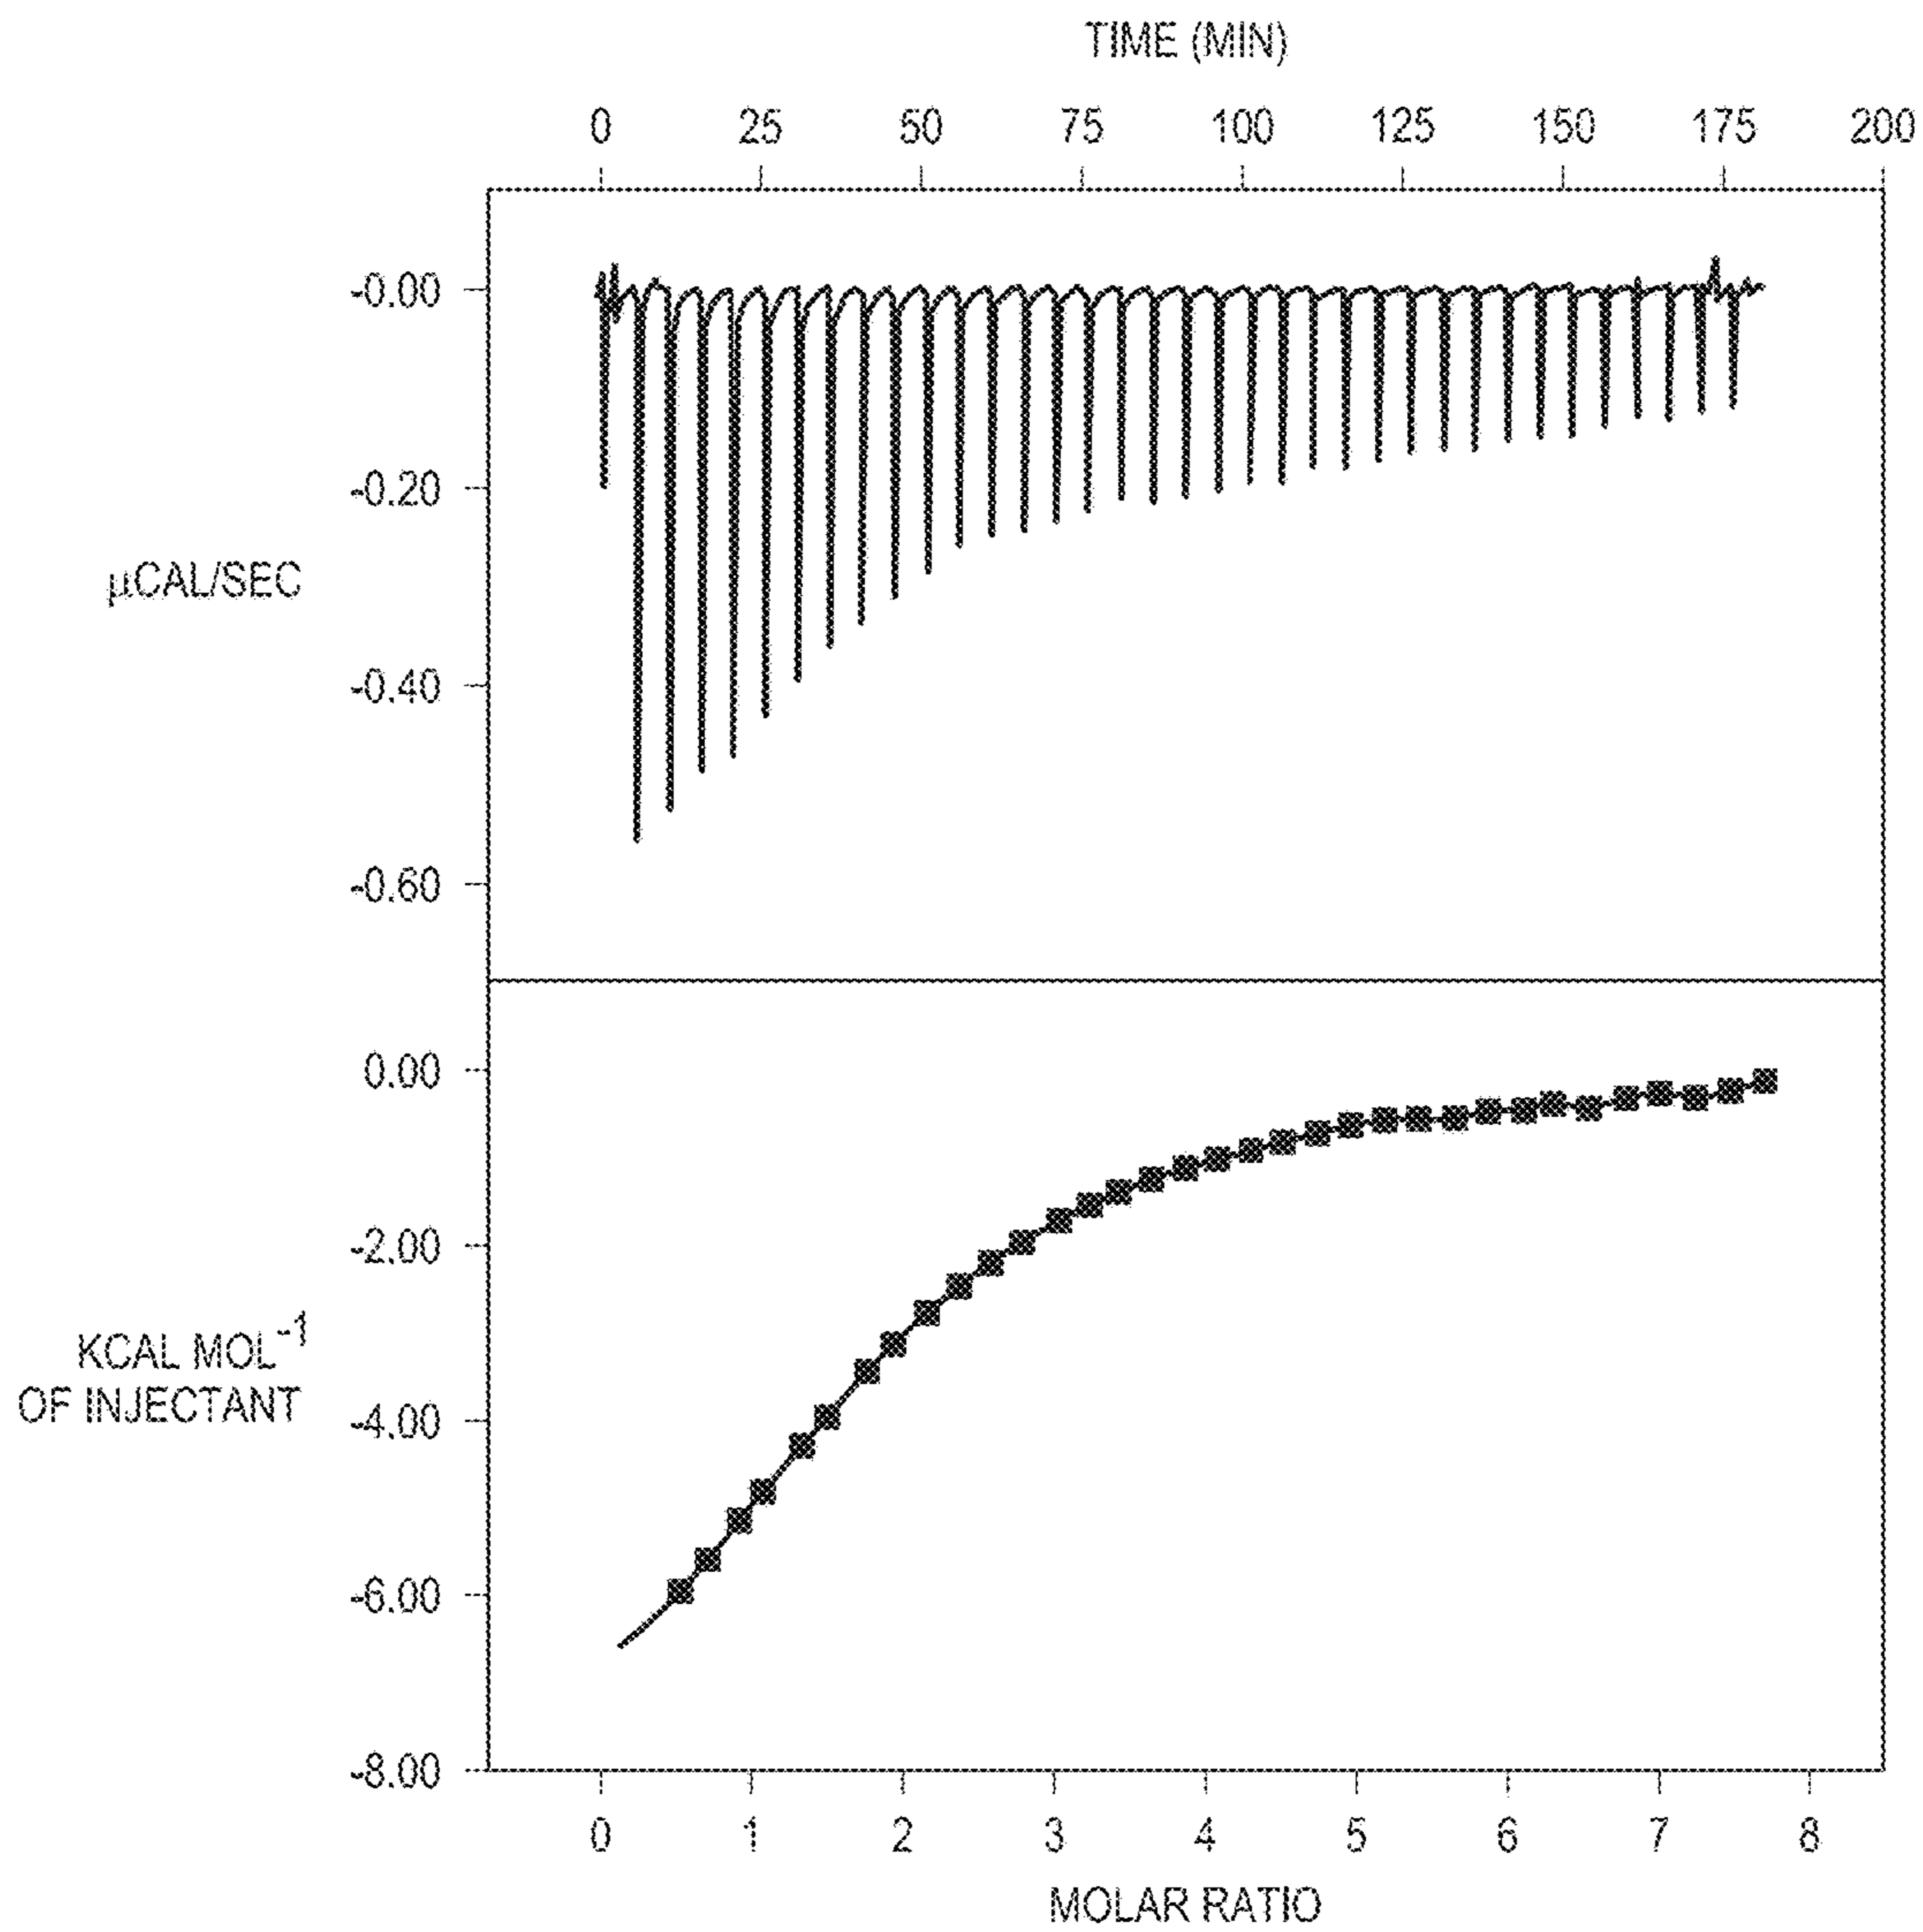 TIME (MIN)
0 25 50 75 100 125 150 175 200
-0.00
-0.20
µCAL/SEC
-0.40
-0.60
0.00
-2.00
KCAL MOL⁻¹
OF INJECTANT
-4.00
-6.00
-8.00
0 1 2 3 4 5 6 7 8
MOLAR RATIO